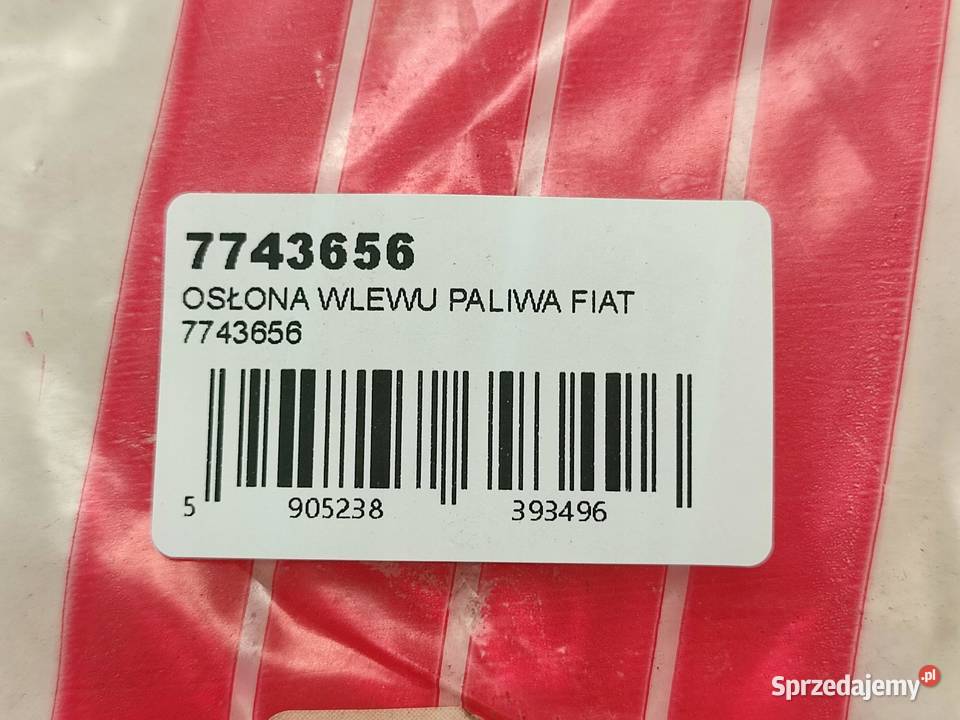 7743656
OSŁONA WLEWU PALIWA FIAT
7743656
5 905238 393496
Sprzedajemy.pl